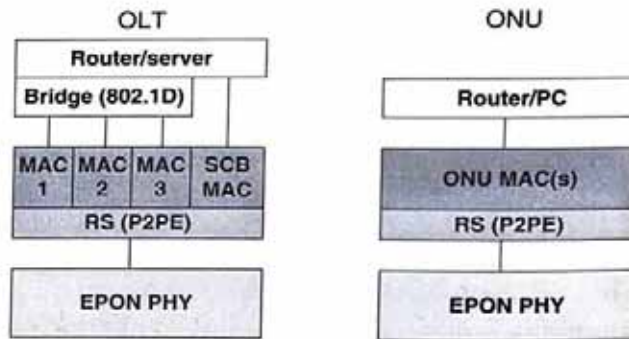 OLT
Router/server
Bridge (802.1D)
MAC 1
MAC 2
MAC 3
SCB MAC
RS (P2PE)
EPON PHY
ONU
Router/PC
ONU MAC(s)
RS (P2PE)
EPON PHY